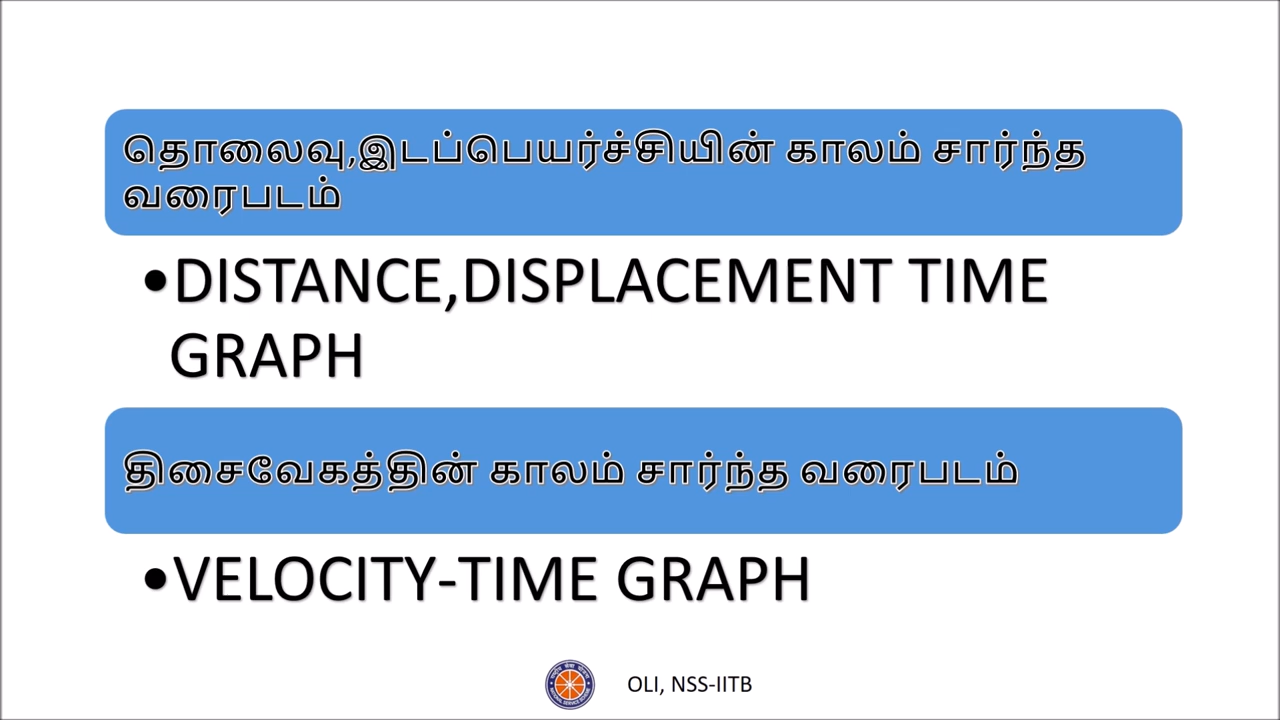 தொலைவு,இடப்பெயர்ச்சியின் காலம் சார்ந்த
வரைபடம்
•DISTANCE,DISPLACEMENT TIME
GRAPH
திசைவேகத்தின் காலம் சார்ந்த வரைபடம்
•VELOCITY-TIME GRAPH
OLI, NSS-IITB